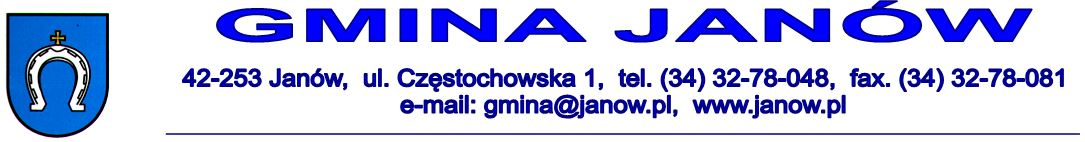 GMINA JANÓW
42-253 Janów, ul. Częstochowska 1, tel. (34) 32-78-048, fax. (34) 32-78-081
e-mail: gmina@janow.pl, www.janow.pl